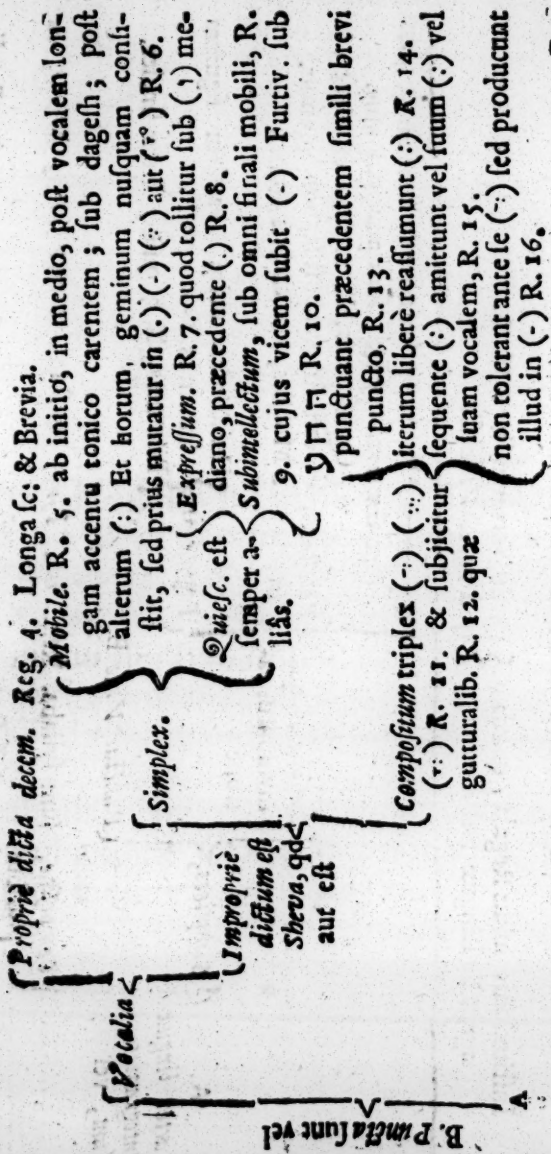 B. Puncta sunt vel
A
Vocalia
Propriè dicta decem. Reg. 4. Longa ſc: & Brevia.
Impropriè
dictum eſt
Sheva, qd
aut eſt
Simplex.
Mobile. R. 5. ab initio, in medio, poſt vocalem lon-
gam accentu tonico carentem; ſub dageſh; poſt
alterum (:) Et horum, geminum nuſquam conſi-
ſtit, ſed prius mutatur in (.) (-) (∵) aut (āͦ) R. 6.
Quieſc. eſt
ſemper a-
liâs.
Expreſſum. R. 7. quod tollitur ſub (ו) me-
diano, præcedente (.) R. 8.
Subintellectum, ſub omni finali mobili, R.
9. cujus vicem ſubit (-) Furtiv. ſub
ע ח ה R. 10.
Compoſitum triplex (-:) (∵:)
(ָ:) R. 11. & ſubjicitur
gutturalib. R. 12. quæ
punctuant præcedentem ſimili brevi
puncto, R. 13.
iterum liberè reaſſumunt (:) R. 14.
ſequente (:) amittunt vel ſuum (:) vel
ſuam vocalem, R. 15.
non tolerant ante ſe (∵) ſed producunt
illud in (-) R. 16.